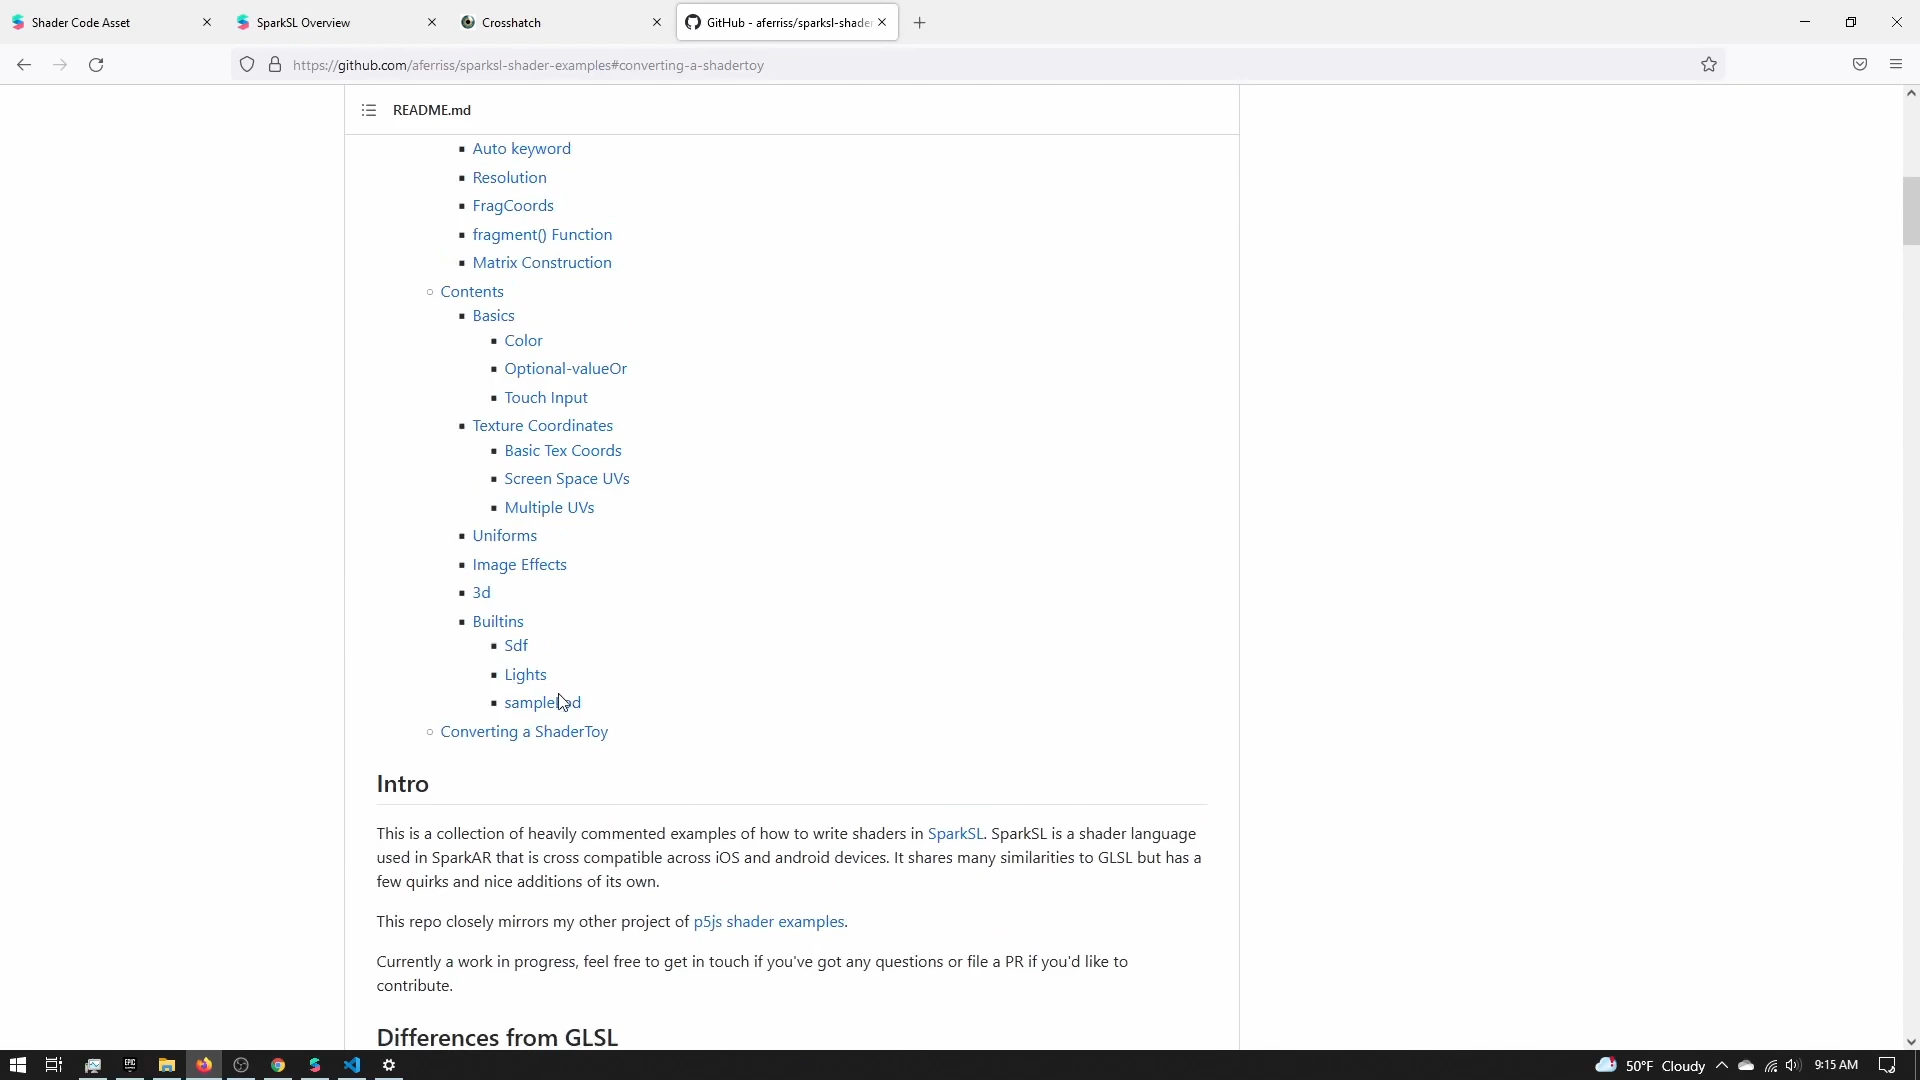 Shader Code Asset
SparkSL Overview
Crosshatch
GitHub - aferriss/sparksl-shader
https://github.com/aferriss/sparksl-shader-examples#converting-a-shadertoy
README.md
Auto keyword
Resolution
FragCoords
fragment() Function
Matrix Construction
Contents
Basics
Color
Optional-valueOr
Touch Input
Texture Coordinates
Basic Tex Coords
Screen Space UVs
Multiple UVs
Uniforms
Image Effects
3d
Builtins
Sdf
Lights
Converting a ShaderToy
Intro
This is a collection of heavily commented examples of how to write shaders in SparkSL. SparkSL is a shader language
used in SparkAR that is cross compatible across iOS and android devices. It shares many similarities to GLSL but has a
few quirks and nice additions of its own.
This repo closely mirrors my other project of p5js shader examples.
Currently a work in progress, feel free to get in touch if you've got any questions or file a PR if you'd like to
contribute.
Differences from GLSL
EPIC
50°F Cloudy
9:15 AM